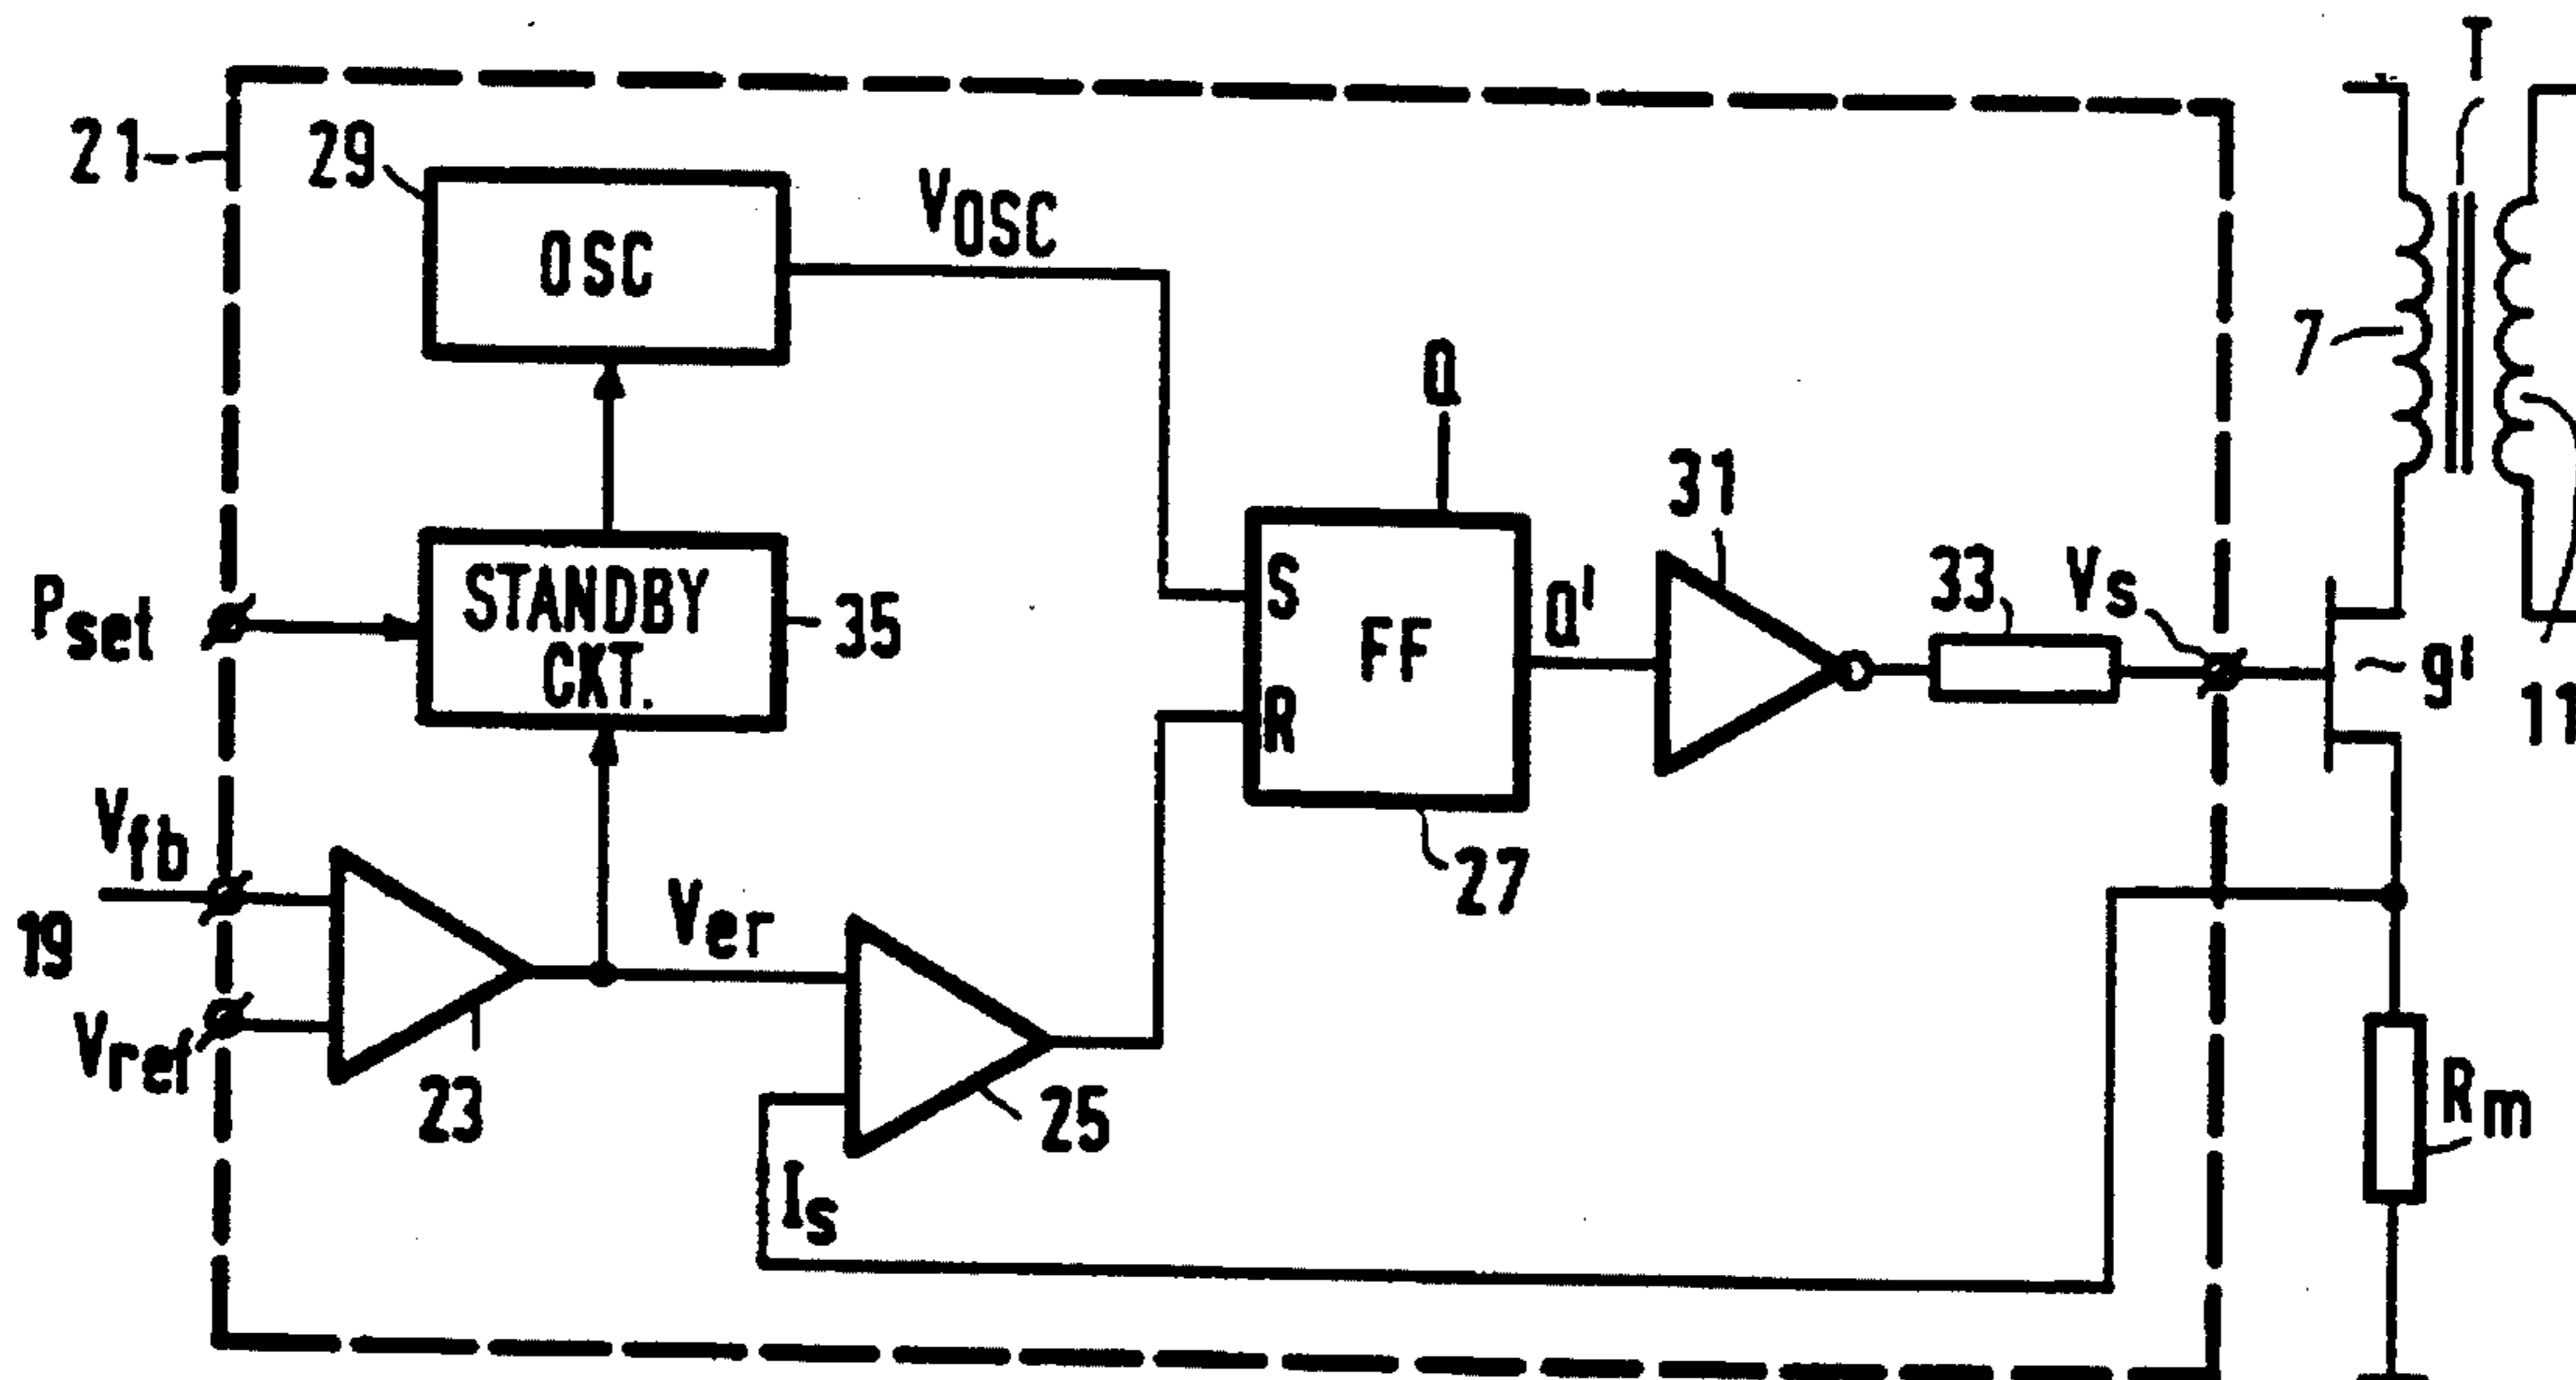 T
21
29
OSC
VOSC
7
Q
31
33
Vs
Pset
STANDBY
CKT.
35
S
FF
R
Q'
~ g'
11
Vfb
27
19
Ver
Vref
23
25
Is
Rm